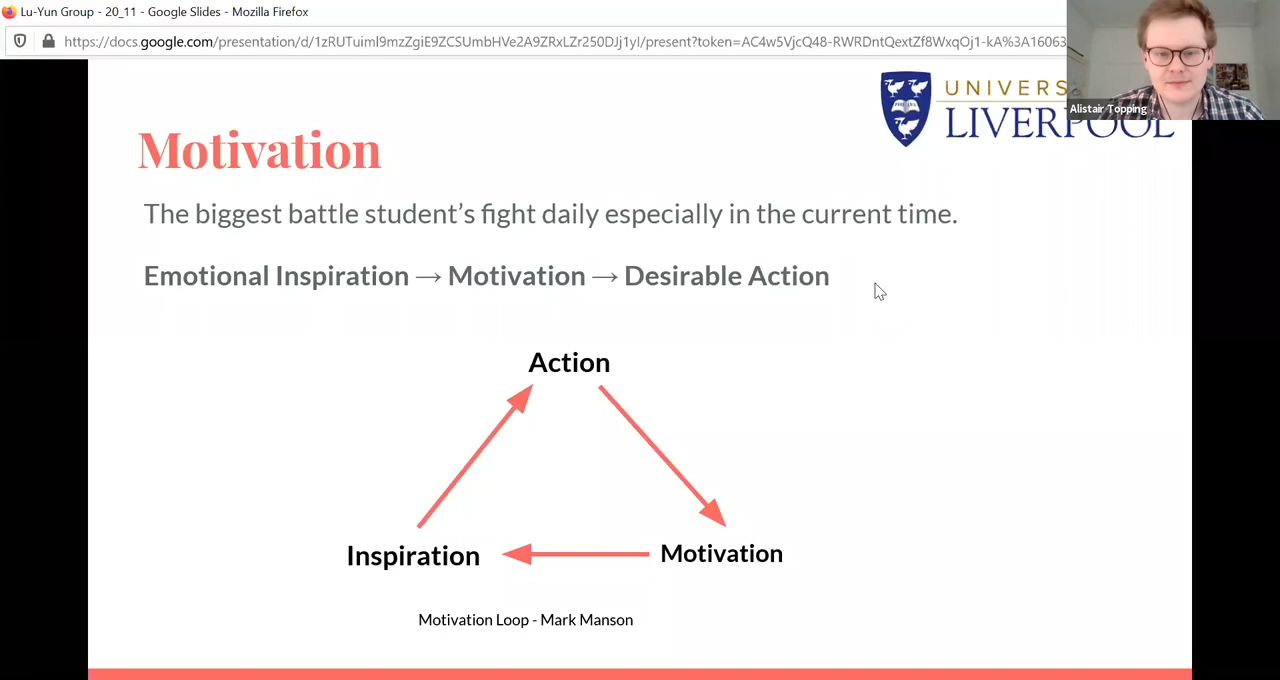 Lu-Yun Group - 20_11 - Google Slides - Mozilla Firefox
https://docs.google.com/presentation/d/1zRUTuimI9mzZgiE9ZCSUmbHVe2A9ZRxLZr250DJj1yI/present?token=AC4w5VjcQ48-RWRDntQextZf8WxqOj1-kA%3A16063
Alistair Topping
UNIVERS
LIVERPOOL
Motivation
The biggest battle student's fight daily especially in the current time.
Emotional Inspiration → Motivation → Desirable Action
Action
Inspiration
Motivation
Motivation Loop - Mark Manson